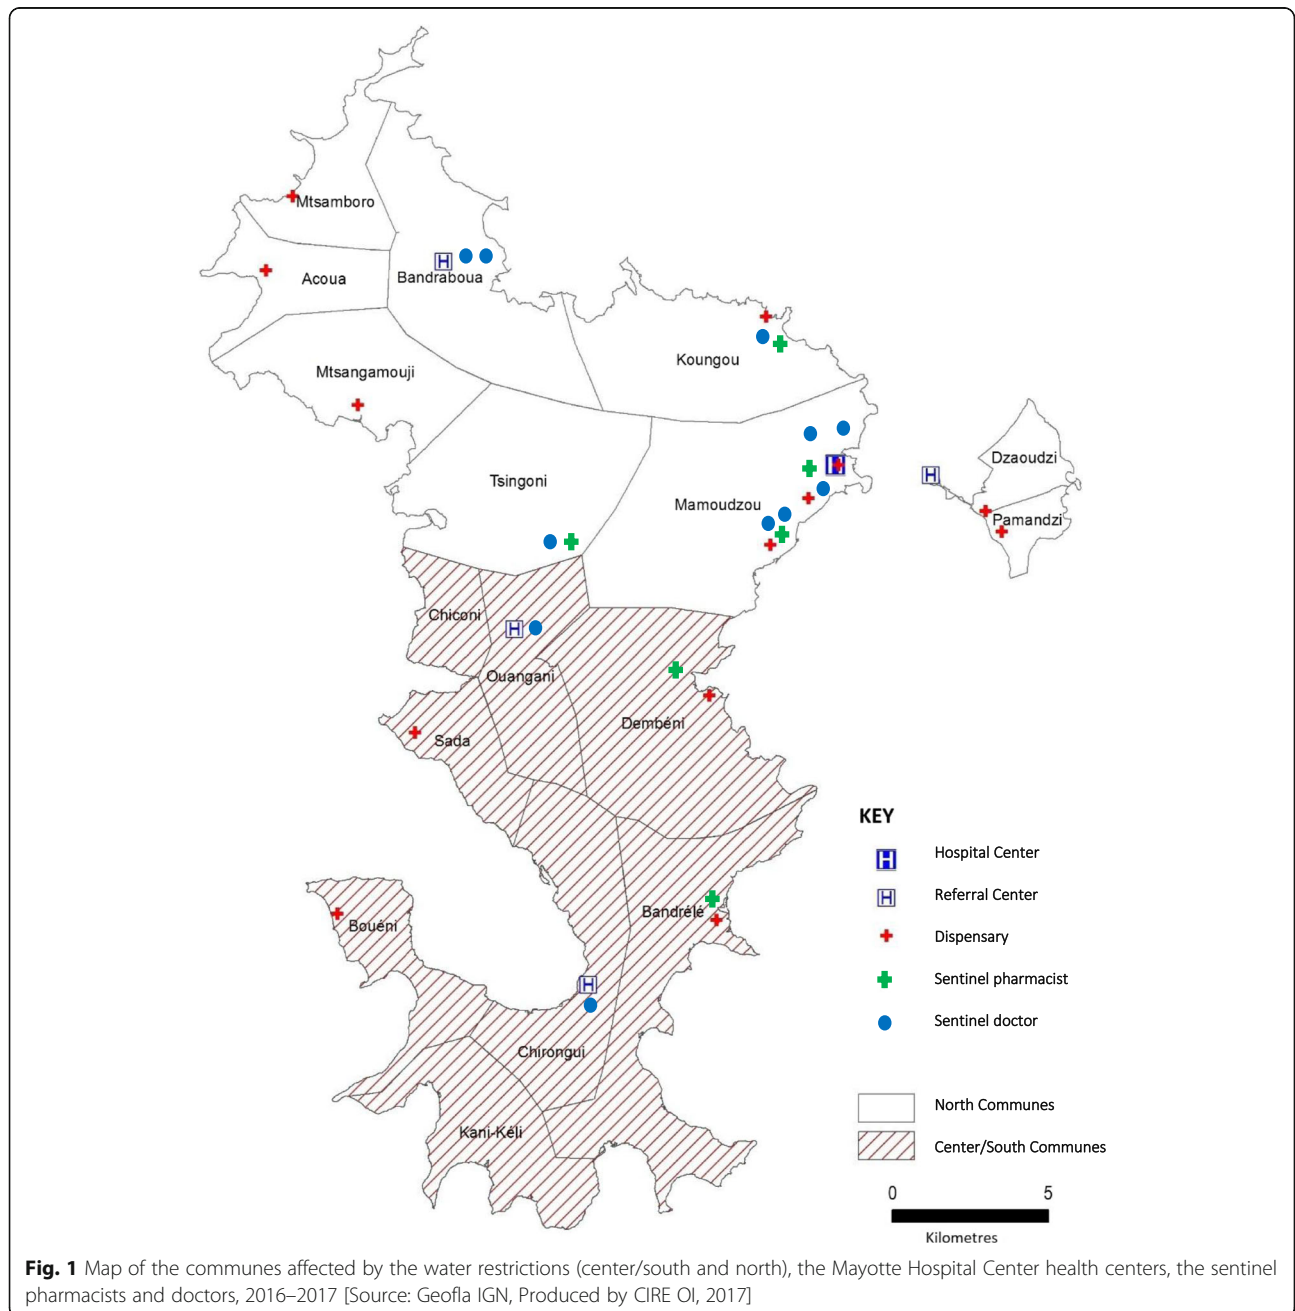 Mtsamboro
Acoua
Bandraboua
Mtsangamouji
Koungou
Tsingoni
Mamoudzou
Dzaoudzi
Pamandzi
Chiconi
Ouangani
Sada
Dembéni
Bandrélé
Bouéni
Chirongui
Kani-Kéli
KEY
H Hospital Center
H Referral Center
Dispensary
Sentinel pharmacist
Sentinel doctor
North Communes
Center/South Communes
0 5
Kilometres
Fig. 1 Map of the communes affected by the water restrictions (center/south and north), the Mayotte Hospital Center health centers, the sentinel
pharmacists and doctors, 2016–2017 [Source: Geofla IGN, Produced by CIRE OI, 2017]